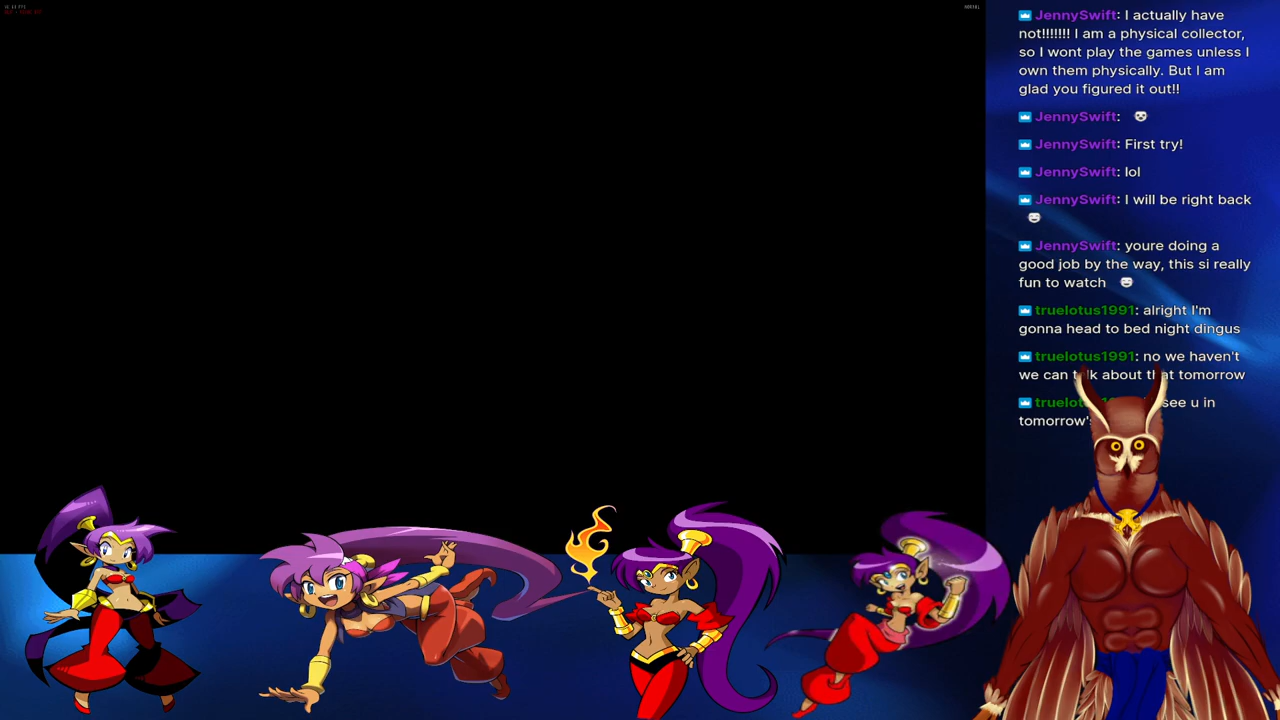 JennySwift: I actually have
not!!!!!!! I am a physical collector,
so I wont play the games unless I
own them physically. But I am
glad you figured it out!!
JennySwift:
JennySwift: First try!
JennySwift: lol
JennySwift: I will be right back
JennySwift: youre doing a
good job by the way, this si really
fun to watch
truelotus1991: alright I'm
gonna head to bed night dingus
truelotus1991: no we haven't
we can talk about that tomorrow
see u in
tomorrow's